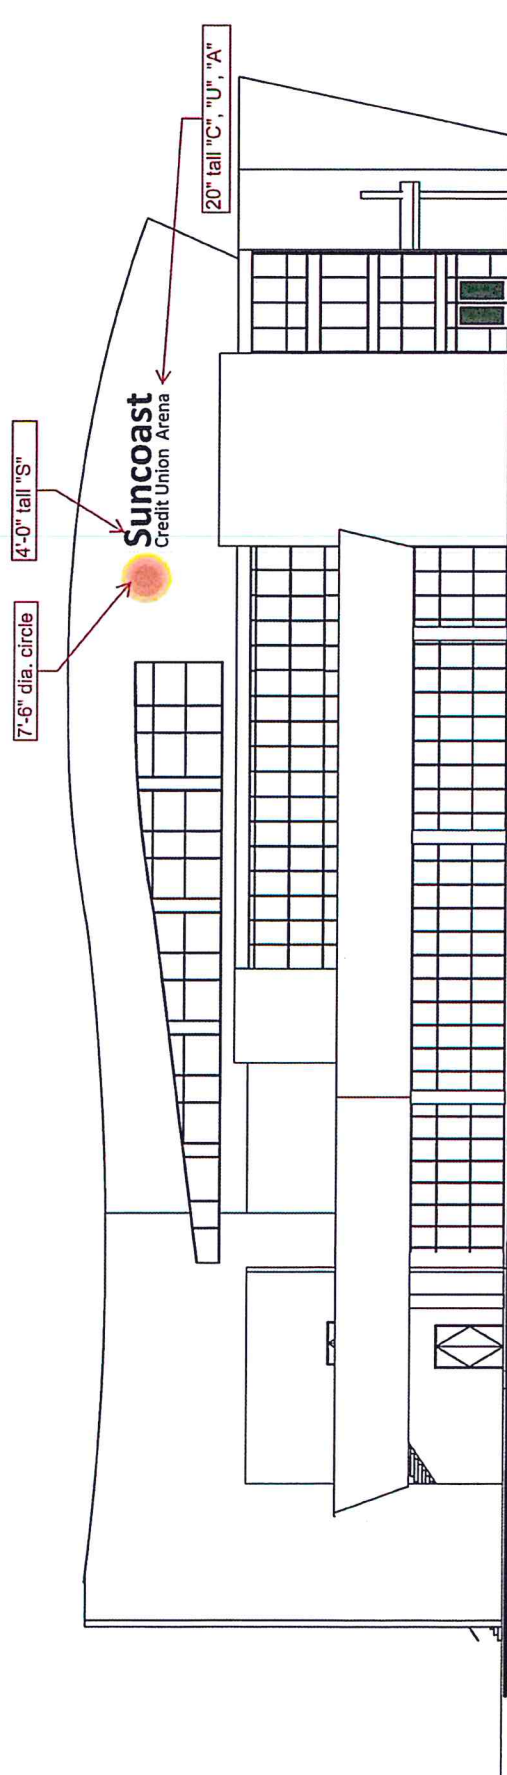 7'-6" dia. circle
4'-0" tall "S"
20" tall "C", "U", "A"
Suncoast
Credit Union Arena